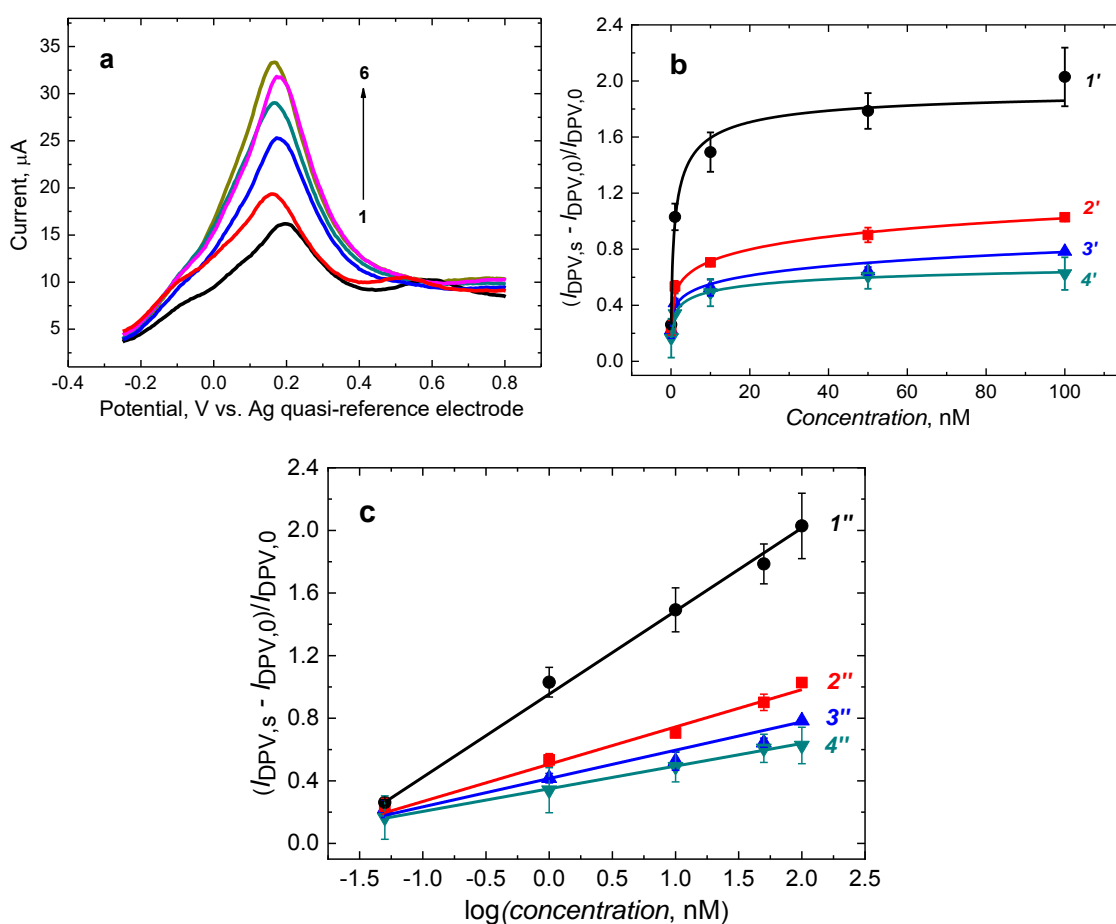 a
6
1
35
30
25
20
15
10
5
-0.4 -0.2 0.0 0.2 0.4 0.6 0.8
Current, μA
Potential, V vs. Ag quasi-reference electrode
b
1'
2'
3'
4'
2.4
2.0
1.6
1.2
0.8
0.4
0.0
0 20 40 60 80 100
(IDPV,s - IDPV,0)/IDPV,0
Concentration, nM
c
1''
2''
3''
4''
2.4
2.0
1.6
1.2
0.8
0.4
0.0
-1.5 -1.0 -0.5 0.0 0.5 1.0 1.5 2.0 2.5
(IDPV,s - IDPV,0)/IDPV,0
log(concentration, nM)